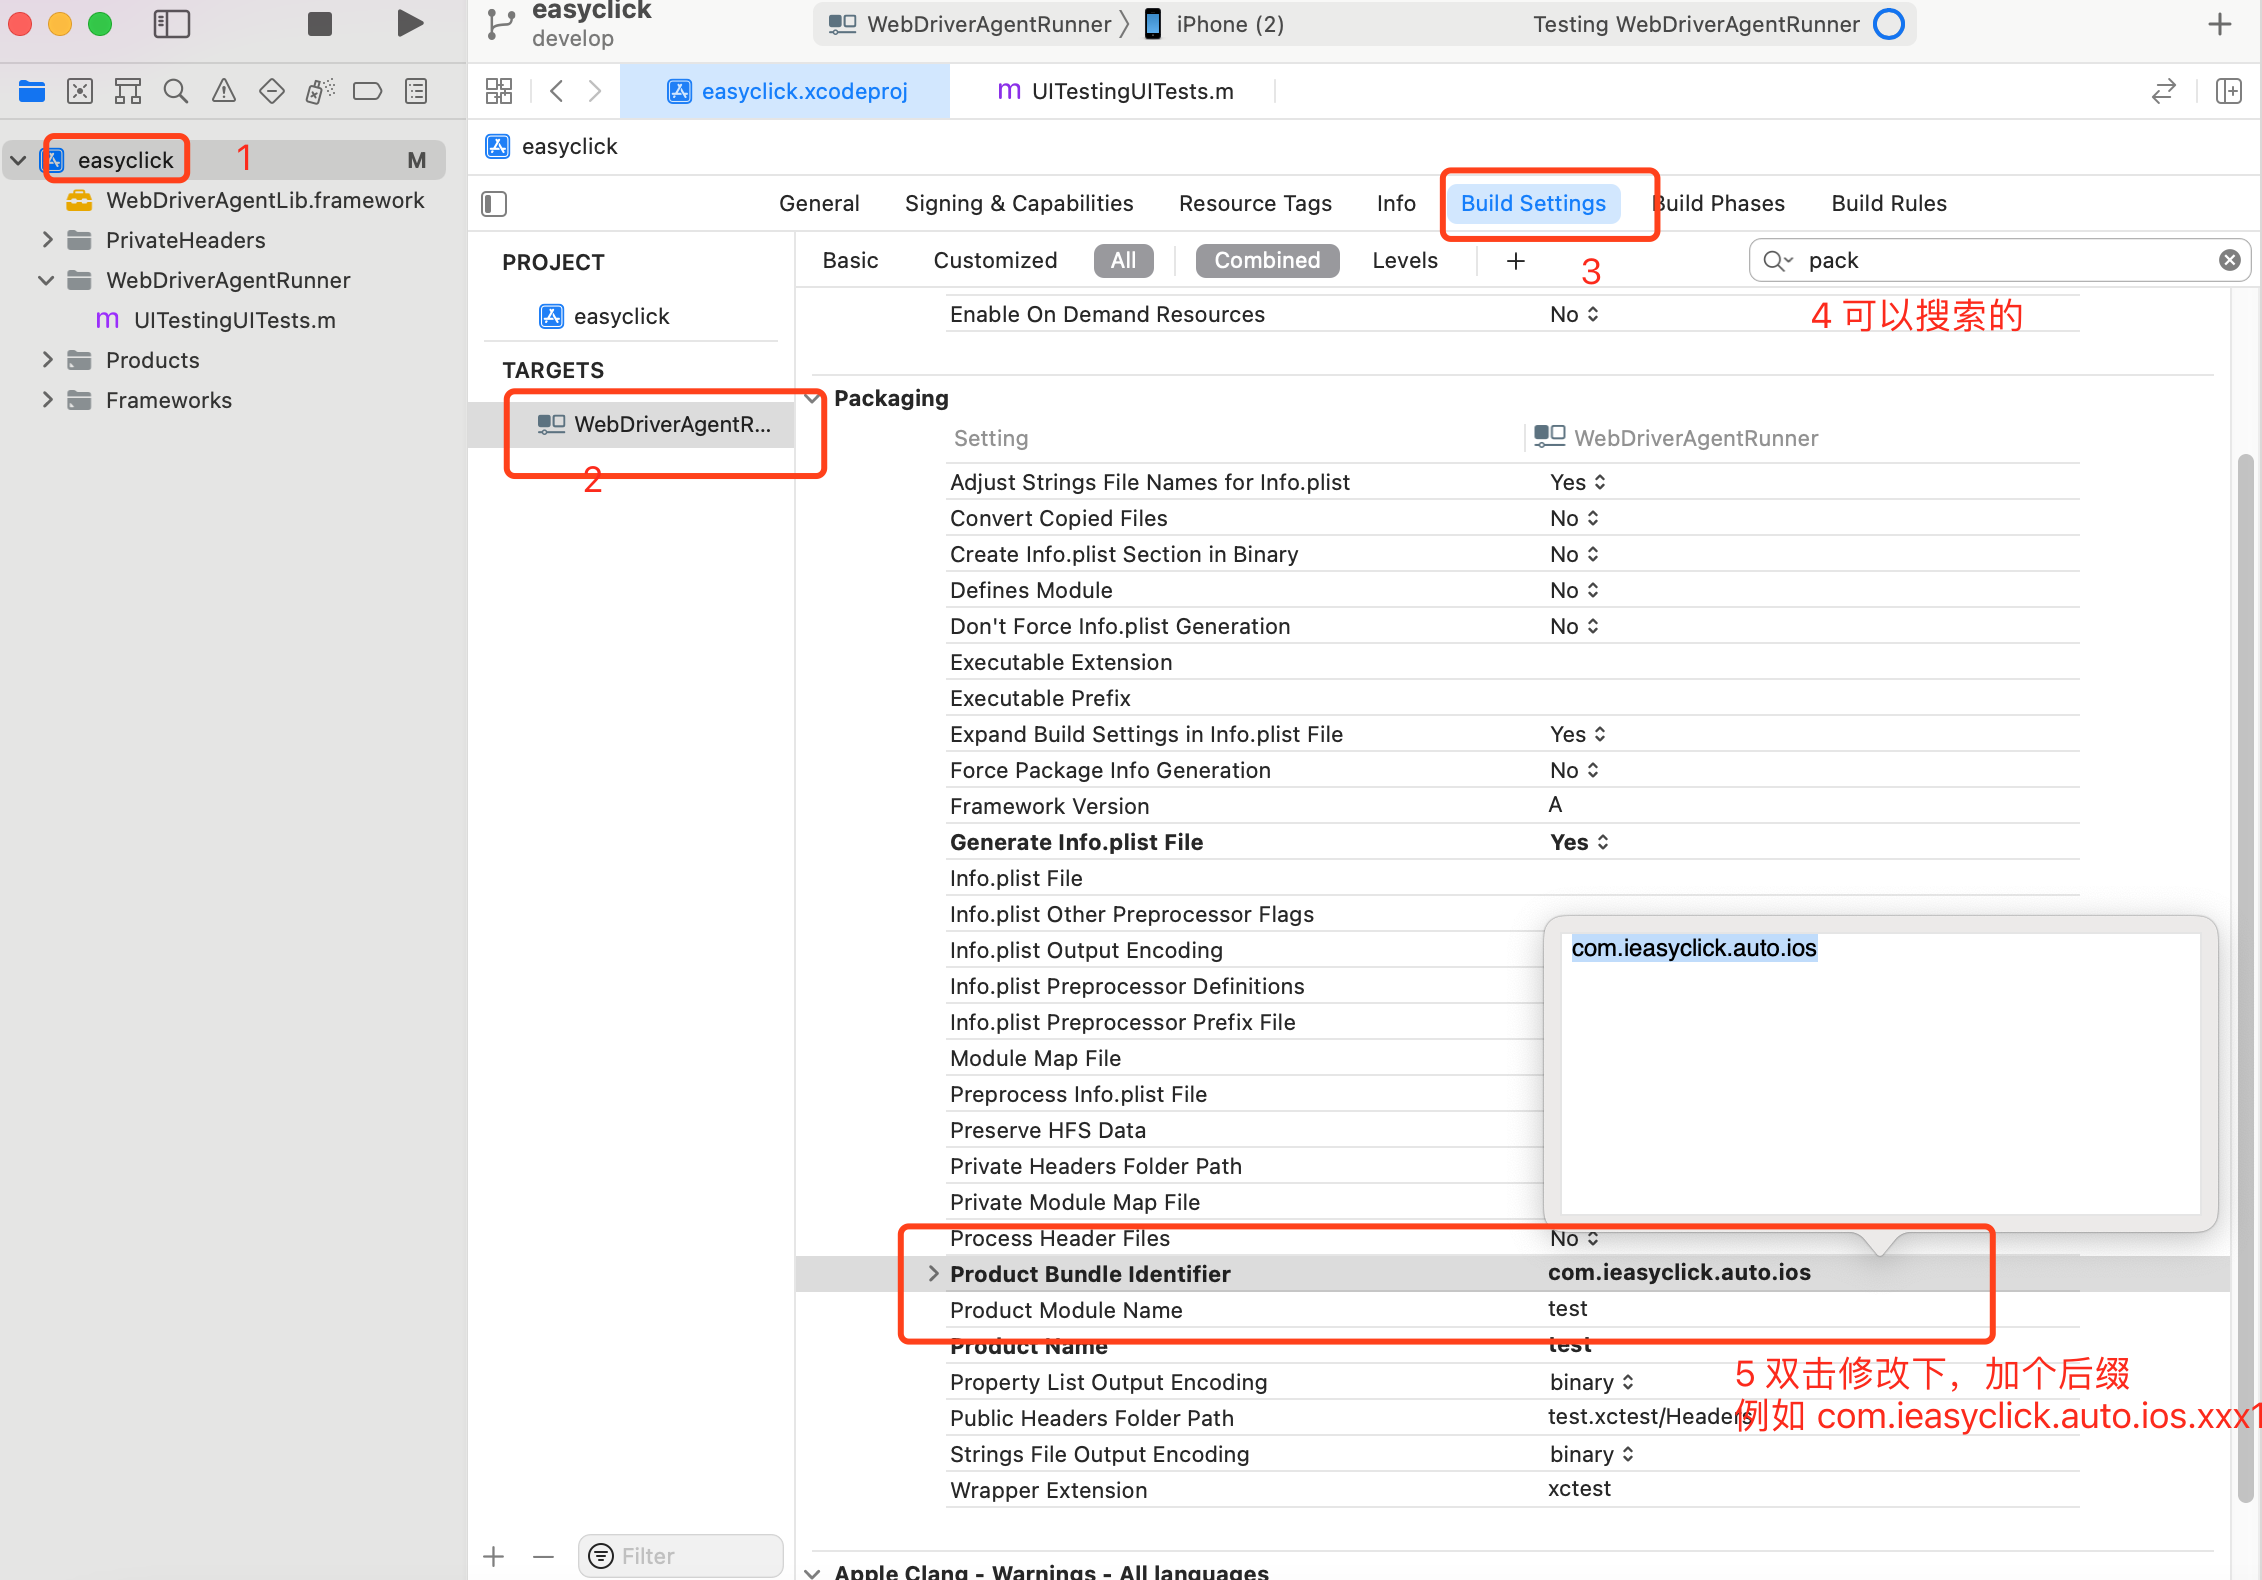 easyclick
develop
WebDriverAgentRunner
iPhone (2)
Testing WebDriverAgentRunner
easyclick.xcodeproj
m UITestingUITests.m
easyclick
1
M
WebDriverAgentLib.framework
PrivateHeaders
WebDriverAgentRunner
m UITestingUITests.m
Products
Frameworks
easyclick
General
Signing & Capabilities
Resource Tags
Info
Build Settings
Build Phases
Build Rules
PROJECT
easyclick
TARGETS
WebDriverAgentR...
2
Basic
Customized
All
Combined
Levels
3
pack
4 可以搜索的
Enable On Demand Resources No
Packaging
Setting WebDriverAgentRunner
Adjust Strings File Names for Info.plist Yes
Convert Copied Files No
Create Info.plist Section in Binary No
Defines Module No
Don't Force Info.plist Generation No
Executable Extension
Executable Prefix
Expand Build Settings in Info.plist File Yes
Force Package Info Generation No
Framework Version A
Generate Info.plist File Yes
Info.plist File
Info.plist Other Preprocessor Flags
Info.plist Output Encoding
Info.plist Preprocessor Definitions
Info.plist Preprocessor Prefix File
Module Map File
Preprocess Info.plist File
Preserve HFS Data
Private Headers Folder Path
Private Module Map File
com.ieasyclick.auto.ios
Process Header Files No
Product Bundle Identifier com.ieasyclick.auto.ios
Product Module Name test
Product Name test
Property List Output Encoding binary
Public Headers Folder Path test.xctest/Headers
Strings File Output Encoding binary
Wrapper Extension xctest
5 双击修改下，加个后缀
例如 com.ieasyclick.auto.ios.xxx1
Filter
Apple Clang - Warnings - All languages